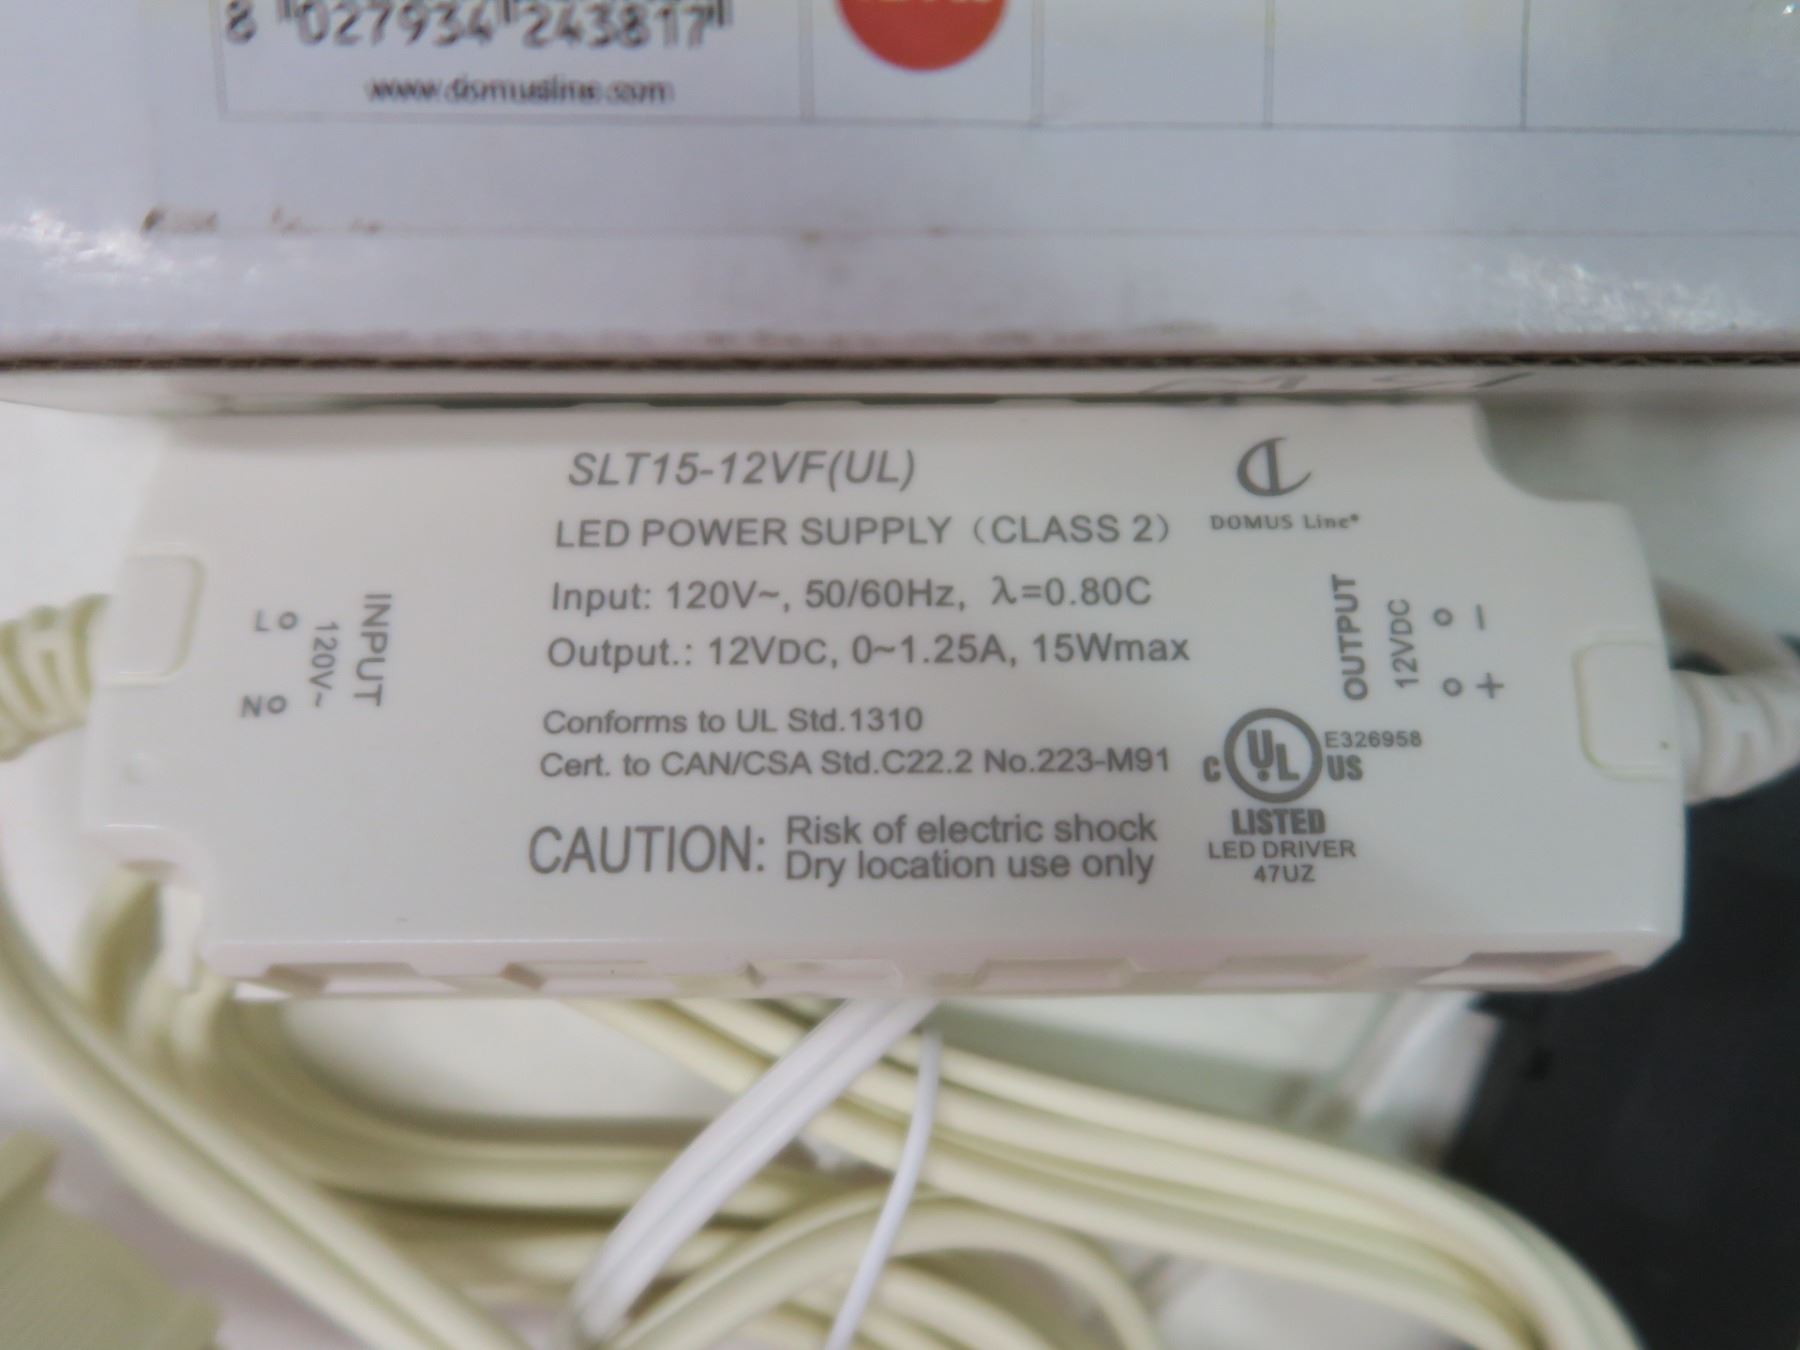 8 027934 243817
www.domusline.com
SLT15-12VF(UL)
DOMUS Line®
LED POWER SUPPLY (CLASS 2)
Input: 120V~, 50/60Hz, λ=0.80C
Output.: 12VDC, 0~1.25A, 15Wmax
Conforms to UL Std.1310
Cert. to CAN/CSA Std.C22.2 No.223-M91
CAUTION: Risk of electric shock
Dry location use only
INPUT
120V~
L
N
OUTPUT
12VDC
-
+
C UL US E326958
LISTED
LED DRIVER
47UZ